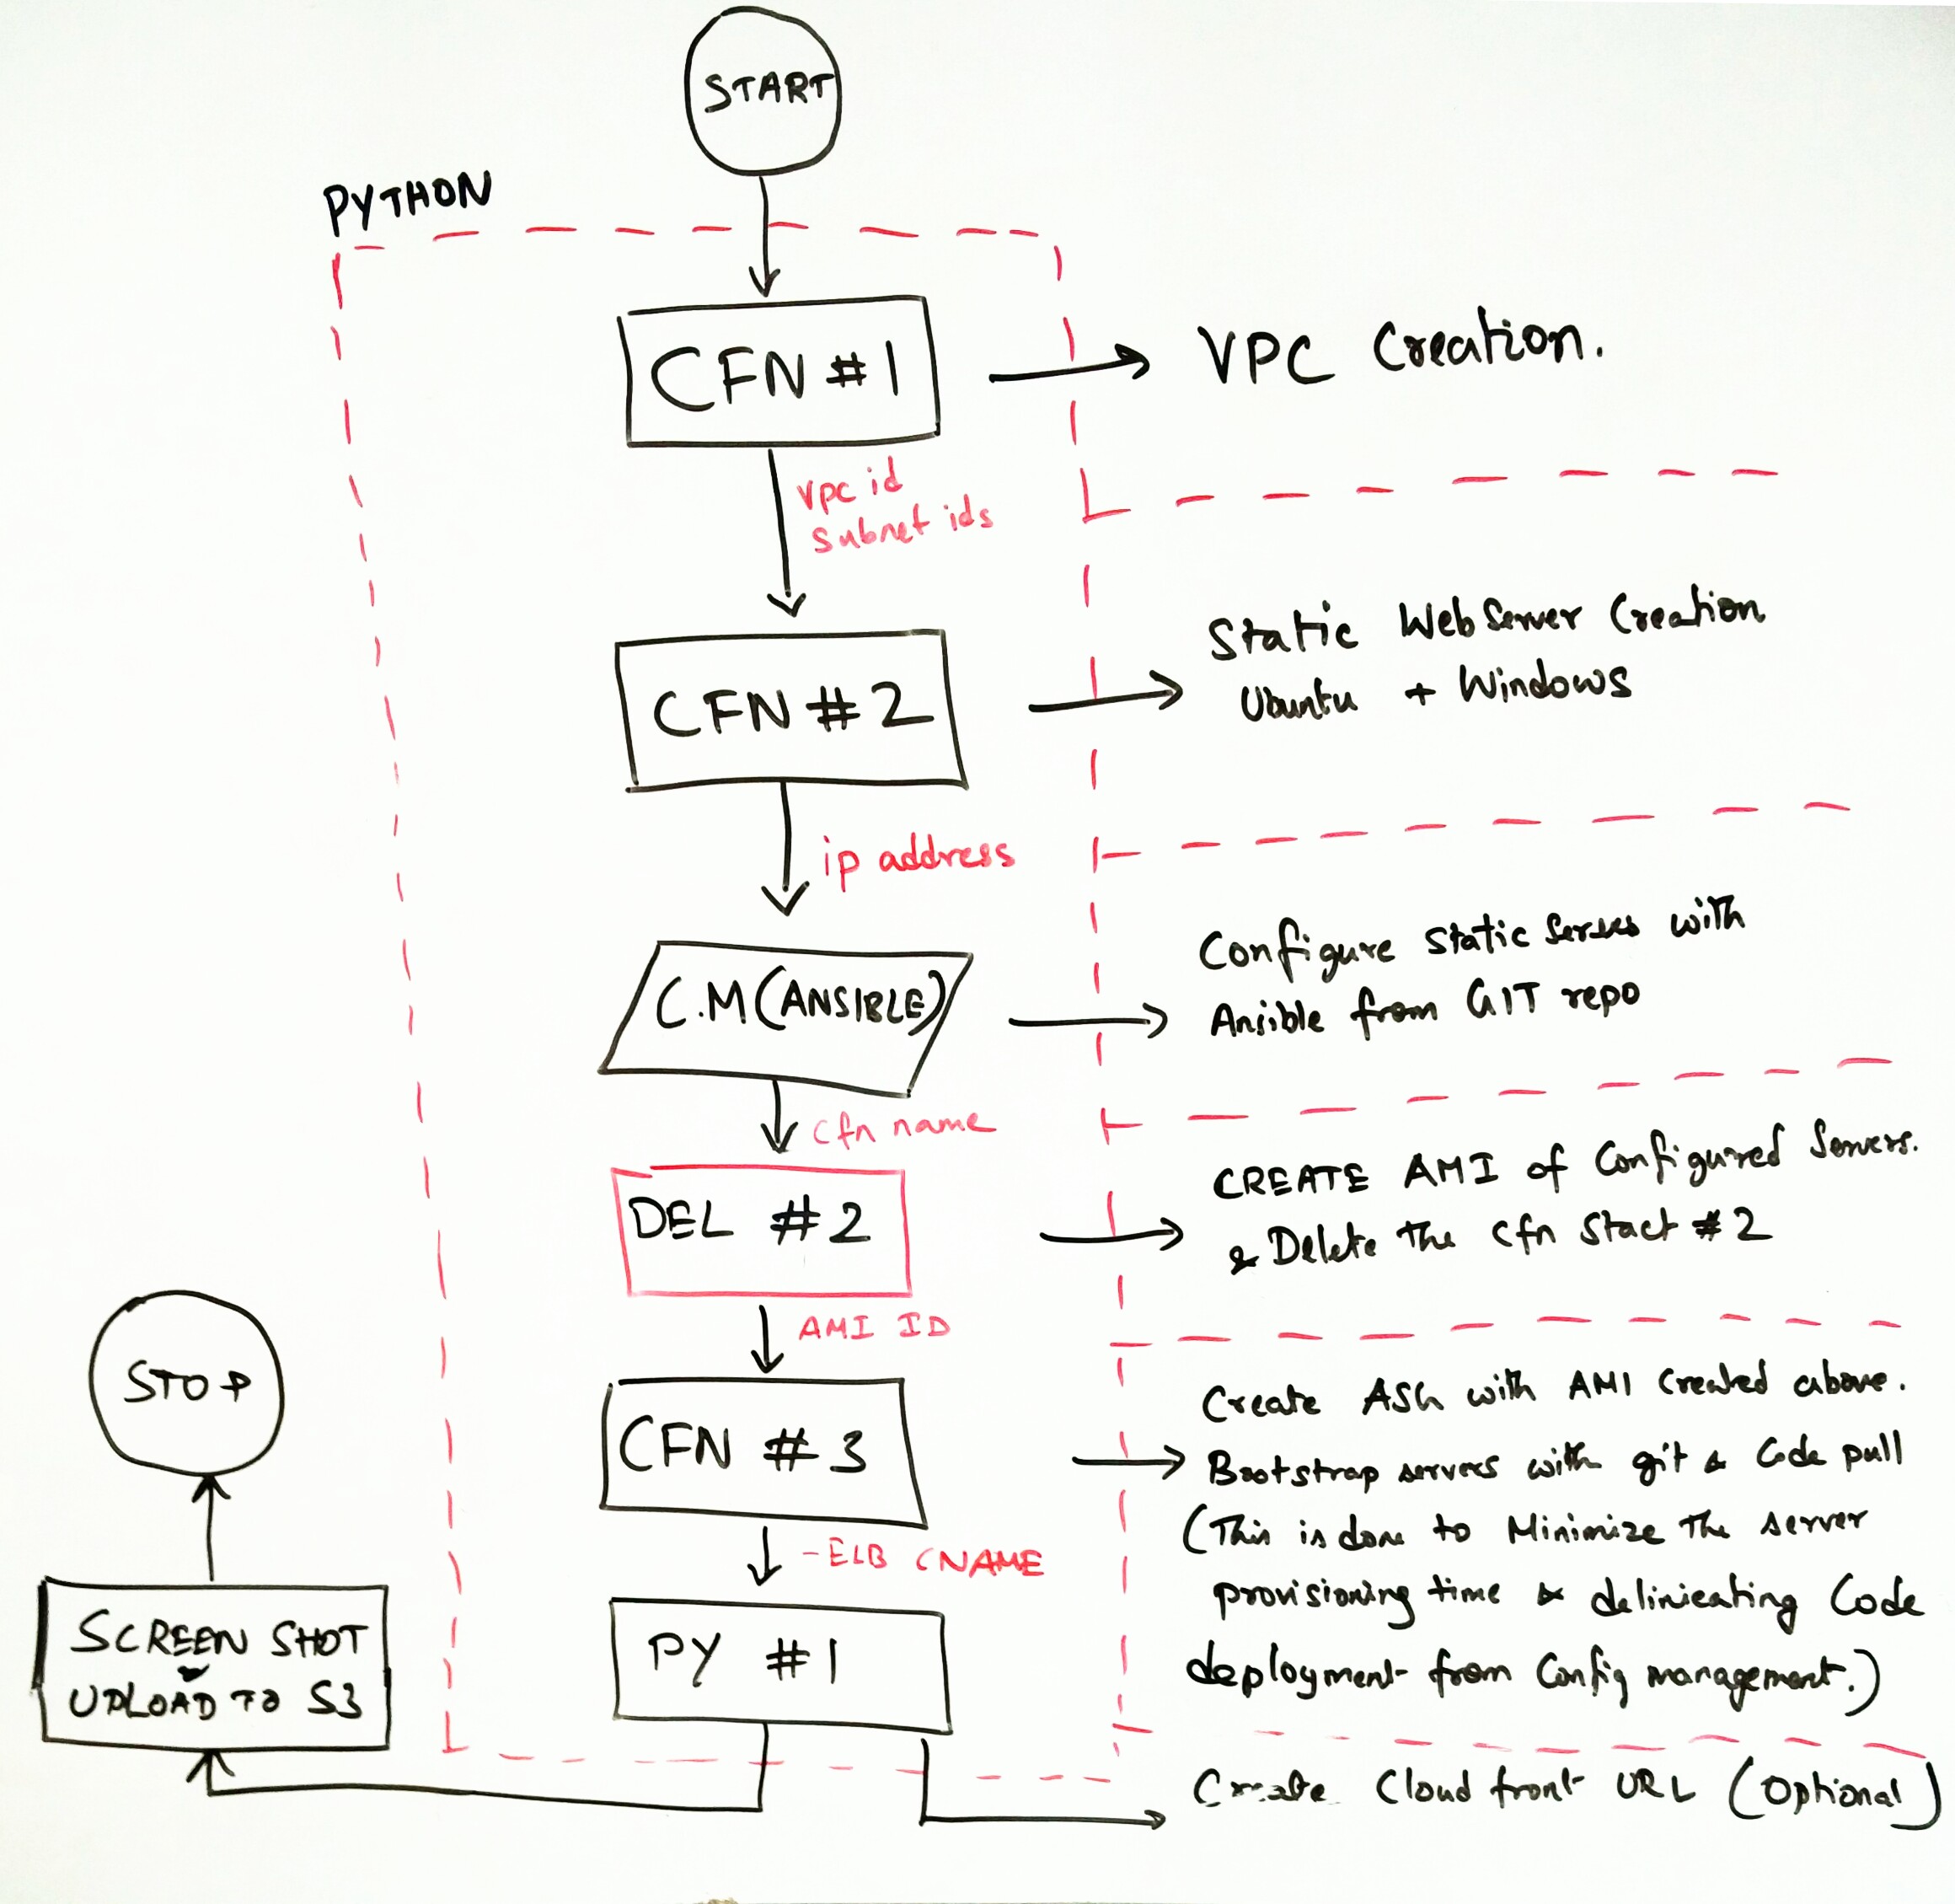 START
PYTHON
CFN #1
VPC Creation.
vpc id
subnet ids
CFN #2
Static WebServer Creation
Ubuntu + Windows
ip address
C.M (ANSIBLE)
Configure static Serves with
Ansible from GIT repo
cfn name
DEL #2
CREATE AMI of Configured Servers.
& Delete the cfn Stact #2
AMI ID
CFN #3
Create ASG with AMI created above.
Bootstrap servers with git & Code pull
(This is done to Minimize the server
provisioning time & delinieating Code
deployment from Config management.)
-ELB CNAME
PY #1
Create Cloud front URL (Optional)
SCREEN SHOT
UPLOAD TO S3
STOP